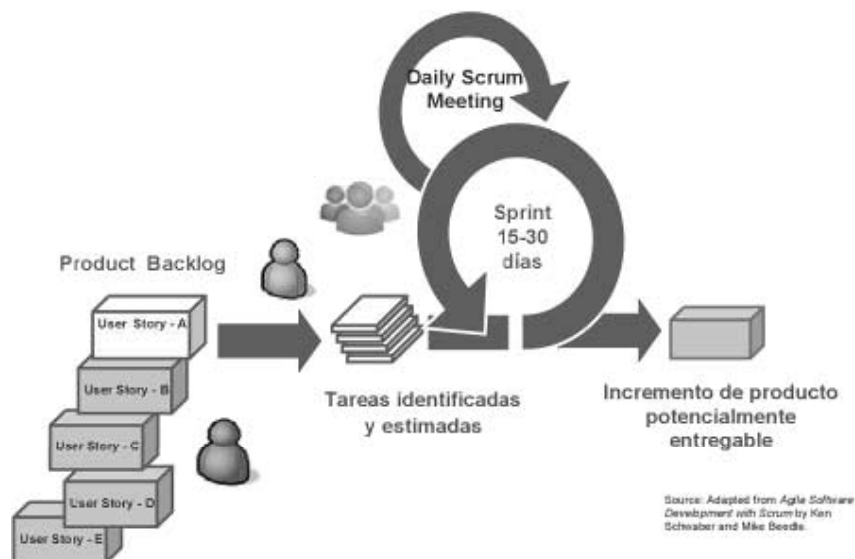 Daily Scrum
Meeting
Sprint
15-30
días
Product Backlog
User Story - A
User Story - B
User Story - C
User Story - D
User Story - E
Tareas identificadas
y estimadas
Incremento de producto
potencialmente
entregable
Source: Adapted from Agile Software
Development with Scrum by Ken
Schwaber and Mike Beedle.